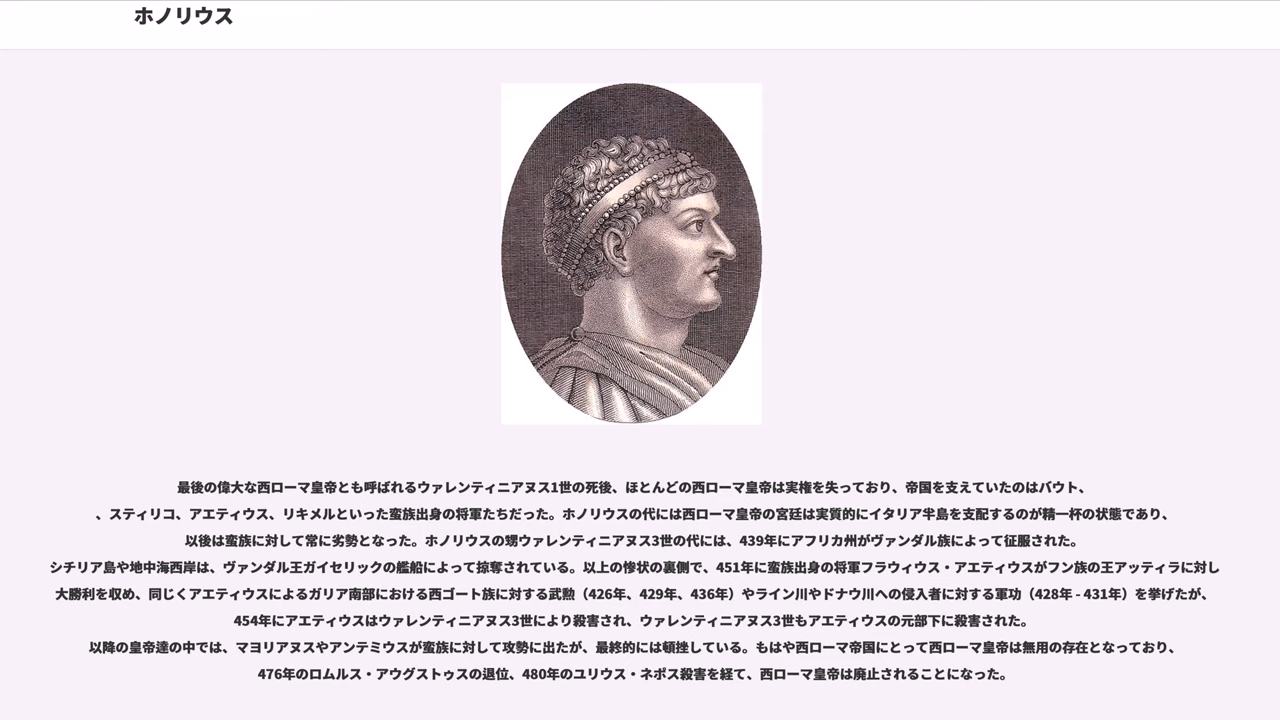 ホノリウス
最後の偉大な西ローマ皇帝とも呼ばれるウァレンティニアヌス1世の死後、ほとんどの西ローマ皇帝は実権を失っており、帝国を支えていたのはバウト、
、スティリコ、アエティウス、リキメルといった蛮族出身の将軍たちだった。ホノリウスの代には西ローマ皇帝の宮廷は実質的にイタリア半島を支配するのが精一杯の状態であり、
以後は蛮族に対して常に劣勢となった。ホノリウスの甥ウァレンティニアヌス3世の代には、439年にアフリカ州がヴァンダル族によって征服された。
シチリア島や地中海西岸は、ヴァンダル王ガイセリックの艦船によって掠奪されている。以上の惨状の裏側で、451年に蛮族出身の将軍フラウィウス・アエティウスがフン族の王アッティラに対し
大勝利を収め、同じくアエティウスによるガリア南部における西ゴート族に対する武勲（426年、429年、436年）やライン川やドナウ川への侵入者に対する軍功（428年 - 431年）を挙げたが、
454年にアエティウスはウァレンティニアヌス3世により殺害され、ウァレンティニアヌス3世もアエティウスの元部下に殺害された。
以降の皇帝達の中では、マヨリアヌスやアンテミウスが蛮族に対して攻勢に出たが、最終的には頓挫している。もはや西ローマ帝国にとって西ローマ皇帝は無用の存在となっており、
476年のロムルス・アウグストゥスの退位、480年のユリウス・ネポス殺害を経て、西ローマ皇帝は廃止されることになった。